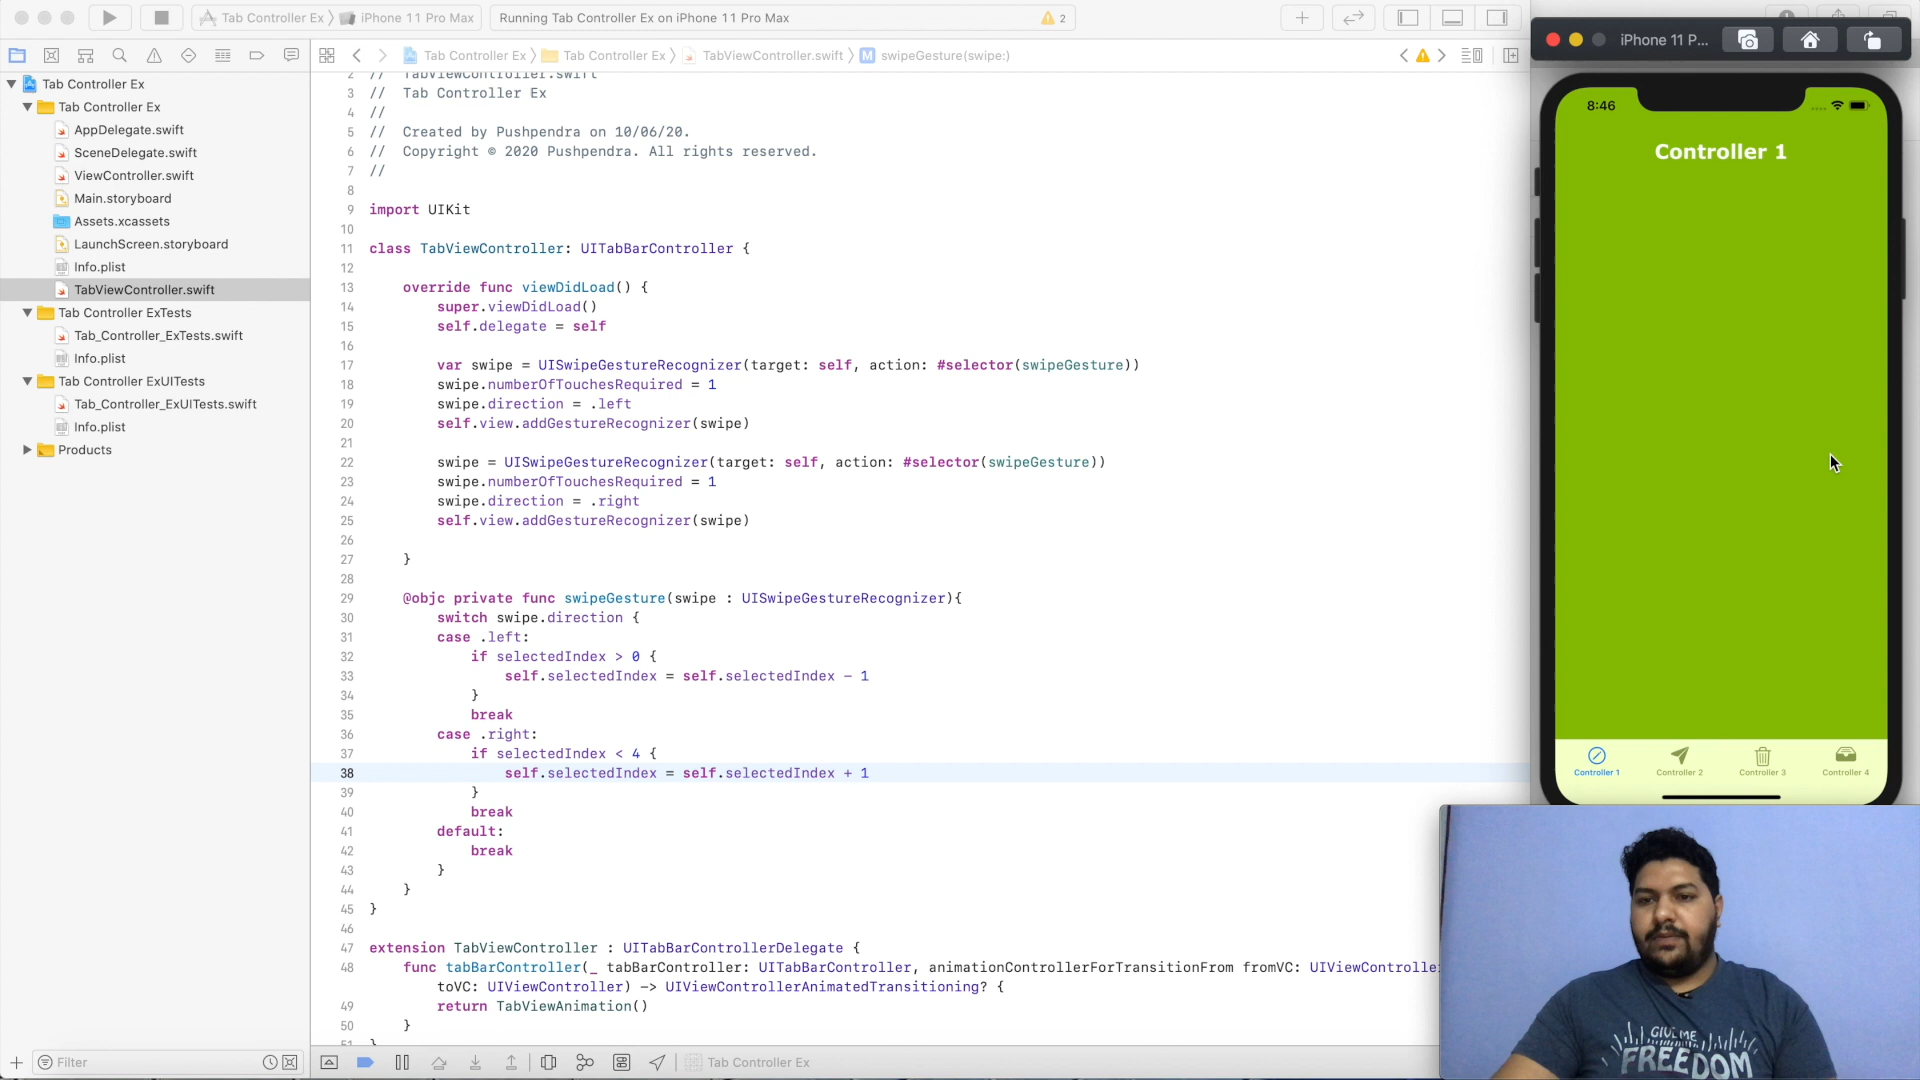 Tab Controller Ex
iPhone 11 Pro Max
Running Tab Controller Ex on iPhone 11 Pro Max
2
Tab Controller Ex
Tab Controller Ex
TabViewController.swift
M
swipeGesture(swipe:)
Tab Controller Ex
Tab Controller Ex
AppDelegate.swift
SceneDelegate.swift
ViewController.swift
Main.storyboard
Assets.xcassets
LaunchScreen.storyboard
Info.plist
TabViewController.swift
Tab Controller ExTests
Tab_Controller_ExTests.swift
Info.plist
Tab Controller ExUITests
Tab_Controller_ExUITests.swift
Info.plist
Products
Filter
2 // TabViewController.swift
3 // Tab Controller Ex
4 //
5 // Created by Pushpendra on 10/06/20.
6 // Copyright © 2020 Pushpendra. All rights reserved.
7 //
8
9 import UIKit
10
11 class TabViewController: UITabBarController {
12
13 override func viewDidLoad() {
14 super.viewDidLoad()
15 self.delegate = self
16
17 var swipe = UISwipeGestureRecognizer(target: self, action: #selector(swipeGesture))
18 swipe.numberOfTouchesRequired = 1
19 swipe.direction = .left
20 self.view.addGestureRecognizer(swipe)
21
22 swipe = UISwipeGestureRecognizer(target: self, action: #selector(swipeGesture))
23 swipe.numberOfTouchesRequired = 1
24 swipe.direction = .right
25 self.view.addGestureRecognizer(swipe)
26
27 }
28
29 @objc private func swipeGesture(swipe : UISwipeGestureRecognizer){
30 switch swipe.direction {
31 case .left:
32 if selectedIndex > 0 {
33 self.selectedIndex = self.selectedIndex - 1
34 }
35 break
36 case .right:
37 if selectedIndex < 4 {
38 self.selectedIndex = self.selectedIndex + 1
39 }
40 break
41 default:
42 break
43 }
44 }
45 }
46
47 extension TabViewController : UITabBarControllerDelegate {
48 func tabBarController(_ tabBarController: UITabBarController, animationControllerForTransitionFrom fromVC: UIViewControlle
toVC: UIViewController) -> UIViewControllerAnimatedTransitioning? {
49 return TabViewAnimation()
50 }
51 }
Tab Controller Ex
iPhone 11 P...
8:46
Controller 1
Controller 1
Controller 2
Controller 3
Controller 4
GIVE ME
FREEDOM